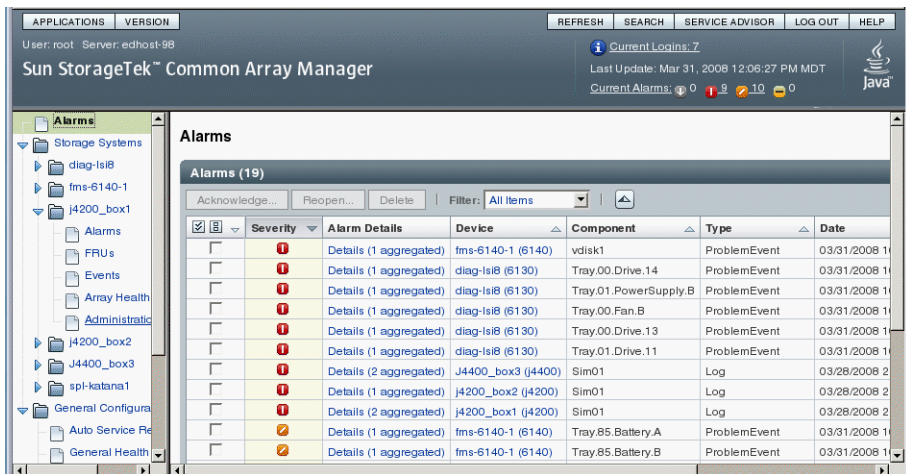 APPLICATIONS VERSION REFRESH SEARCH SERVICE ADVISOR LOG OUT HELP
User: root Server: edhost-98
Sun StorageTek™ Common Array Manager
Current Logins: 7
Last Update: Mar 31, 2008 12:06:27 PM MDT
Current Alarms: 0 9 10 0
Java
Alarms
Storage Systems
diag-lsi8
fms-6140-1
j4200_box1
Alarms
FRUs
Events
Array Health
Administratic
j4200_box2
J4400_box3
spl-katana1
General Configura
Auto Service Re
General Health
Alarms
Alarms (19)
Acknowledge... Reopen... Delete Filter: All Items
Severity Alarm Details Device Component Type Date
Details (1 aggregated) fms-6140-1 (6140) vdisk1 ProblemEvent 03/31/2008 1
Details (1 aggregated) diag-lsi8 (6130) Tray.00.Drive.14 ProblemEvent 03/31/2008 1
Details (1 aggregated) diag-lsi8 (6130) Tray.01.PowerSupply.B ProblemEvent 03/31/2008 1
Details (1 aggregated) diag-lsi8 (6130) Tray.00.Fan.B ProblemEvent 03/31/2008 1
Details (1 aggregated) diag-lsi8 (6130) Tray.00.Drive.13 ProblemEvent 03/31/2008 1
Details (1 aggregated) diag-lsi8 (6130) Tray.01.Drive.11 ProblemEvent 03/31/2008 1
Details (2 aggregated) J4400_box3 (j4400) Sim01 Log 03/28/2008 2
Details (1 aggregated) j4200_box2 (j4200) Sim01 Log 03/28/2008 2
Details (2 aggregated) j4200_box1 (j4200) Sim01 Log 03/28/2008 2
Details (1 aggregated) fms-6140-1 (6140) Tray.85.Battery.A ProblemEvent 03/31/2008 1
Details (1 aggregated) fms-6140-1 (6140) Tray.85.Battery.B ProblemEvent 03/31/2008 1